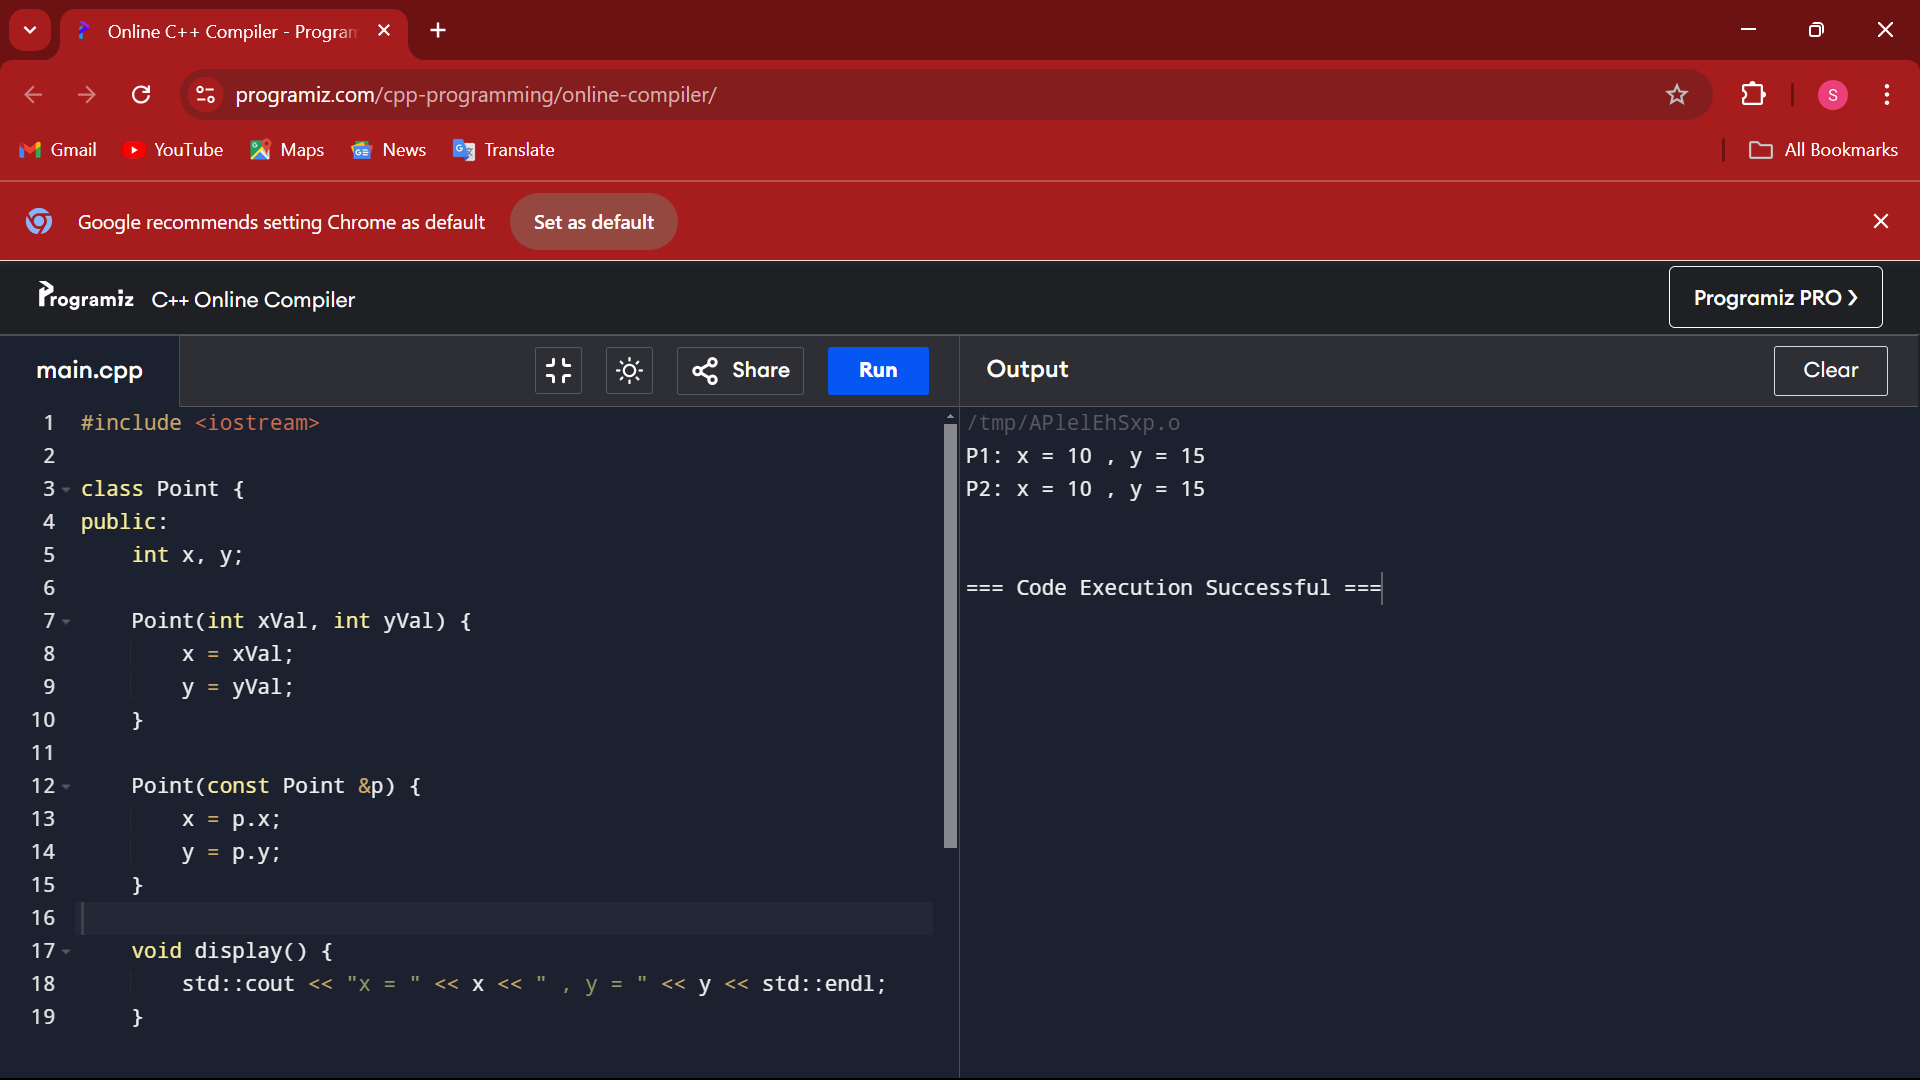 Online C++ Compiler - Program
programiz.com/cpp-programming/online-compiler/
S
Gmail
YouTube
Maps
News
Translate
All Bookmarks
Google recommends setting Chrome as default
Set as default
Programiz
C++ Online Compiler
Programiz PRO ❯
main.cpp
Share
Run
Output
Clear
1 #include <iostream>
2
3 class Point {
4 public:
5     int x, y;
6
7     Point(int xVal, int yVal) {
8         x = xVal;
9         y = yVal;
10     }
11
12     Point(const Point &p) {
13         x = p.x;
14         y = p.y;
15     }
16
17     void display() {
18         std::cout << "x = " << x << " , y = " << y << std::endl;
19     }
/tmp/APlelEhSxp.o
P1: x = 10 , y = 15
P2: x = 10 , y = 15
=== Code Execution Successful ===